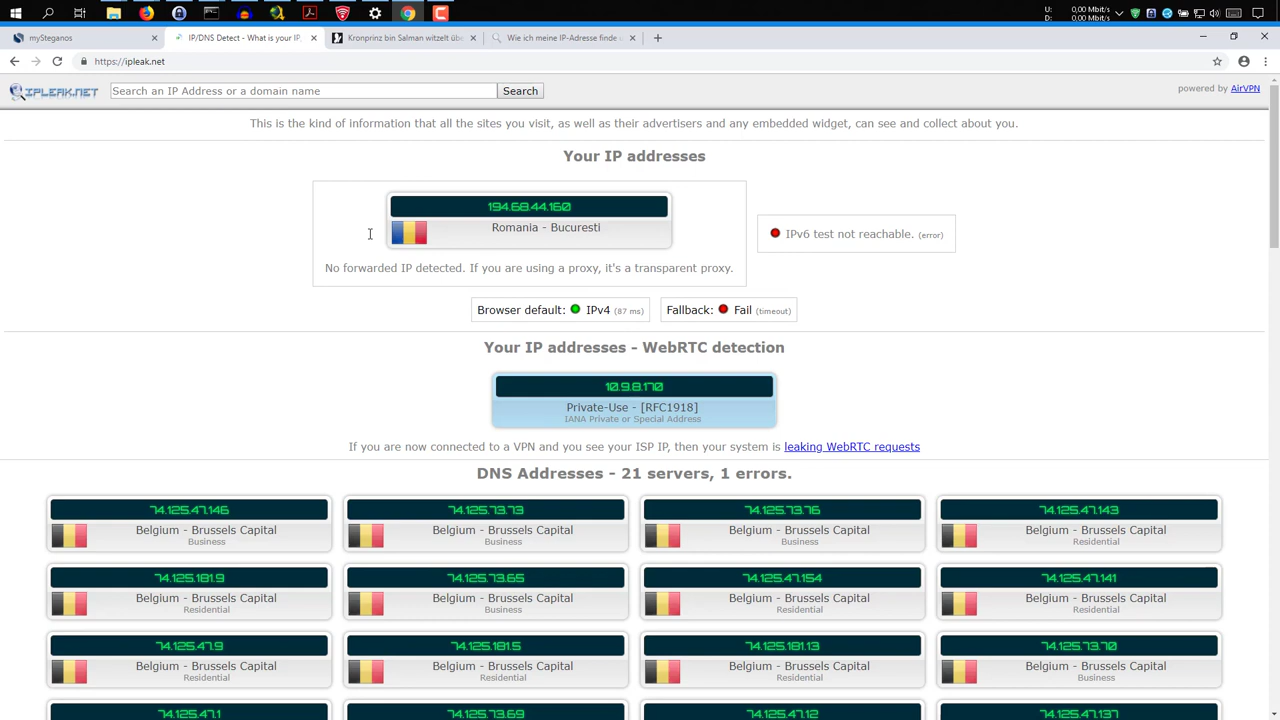 U: 0,00 Mbit/s
D: 0,00 Mbit/s
mySteganos
IP/DNS Detect - What is your IP
Kronprinz bin Salman witzelt übe
Wie ich meine IP-Adresse finde
https://ipleak.net
IPLEAK.NET
Search an IP Address or a domain name
Search
powered by AirVPN
This is the kind of information that all the sites you visit, as well as their advertisers and any embedded widget, can see and collect about you.
Your IP addresses
194.68.44.160
Romania - Bucuresti
No forwarded IP detected. If you are using a proxy, it's a transparent proxy.
IPv6 test not reachable. (error)
Browser default: IPv4 (87 ms)
Fallback: Fail (timeout)
Your IP addresses - WebRTC detection
10.9.8.170
Private-Use - [RFC1918]
IANA Private or Special Address
If you are now connected to a VPN and you see your ISP IP, then your system is leaking WebRTC requests
DNS Addresses - 21 servers, 1 errors.
74.125.47.146
Belgium - Brussels Capital
Business
74.125.73.73
Belgium - Brussels Capital
Business
74.125.73.76
Belgium - Brussels Capital
Business
74.125.47.143
Belgium - Brussels Capital
Residential
74.125.181.9
Belgium - Brussels Capital
Residential
74.125.73.65
Belgium - Brussels Capital
Business
74.125.47.154
Belgium - Brussels Capital
Residential
74.125.47.141
Belgium - Brussels Capital
Residential
74.125.47.9
Belgium - Brussels Capital
Residential
74.125.181.5
Belgium - Brussels Capital
Residential
74.125.181.13
Belgium - Brussels Capital
Residential
74.125.73.70
Belgium - Brussels Capital
Business
74.125.47.1
74.125.73.69
74.125.47.12
74.125.47.137